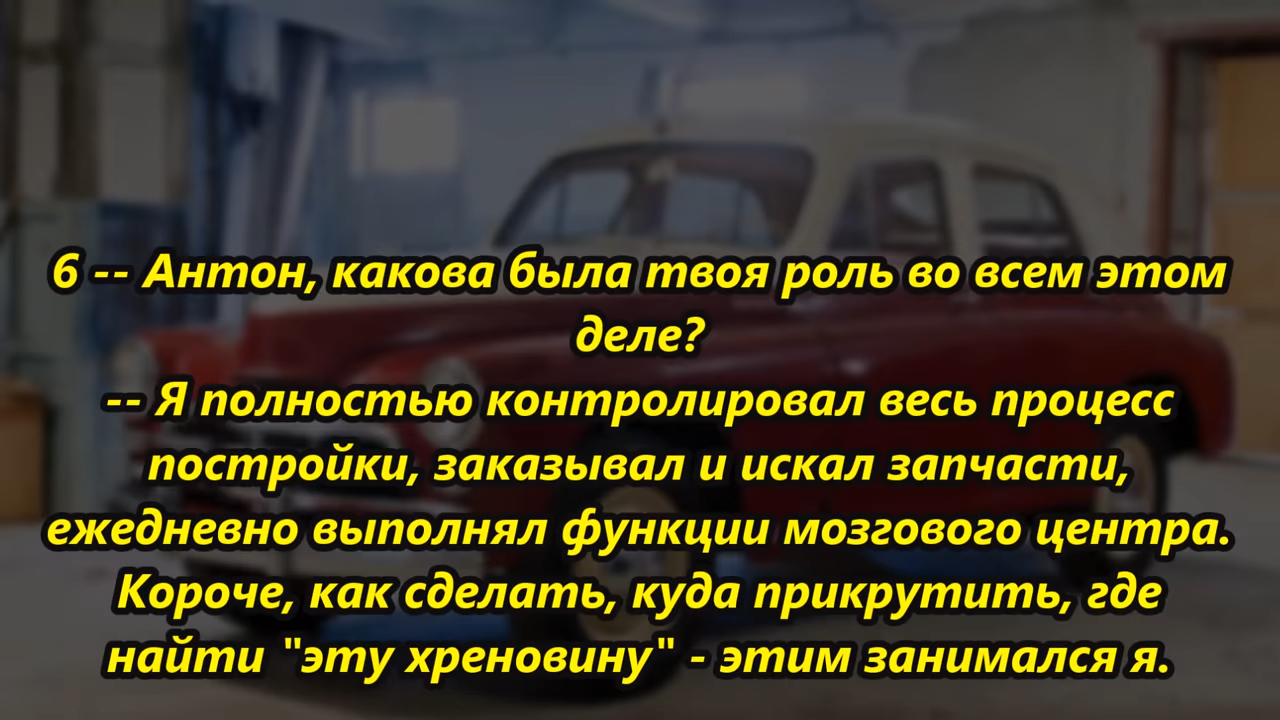 6 -- Антон, какова была твоя роль во всем этом
деле?
-- Я полностью контролировал весь процесс
постройки, заказывал и искал запчасти,
ежедневно выполнял функции мозгового центра.
Короче, как сделать, куда прикрутить, где
найти "эту хреновину" - этим занимался я.